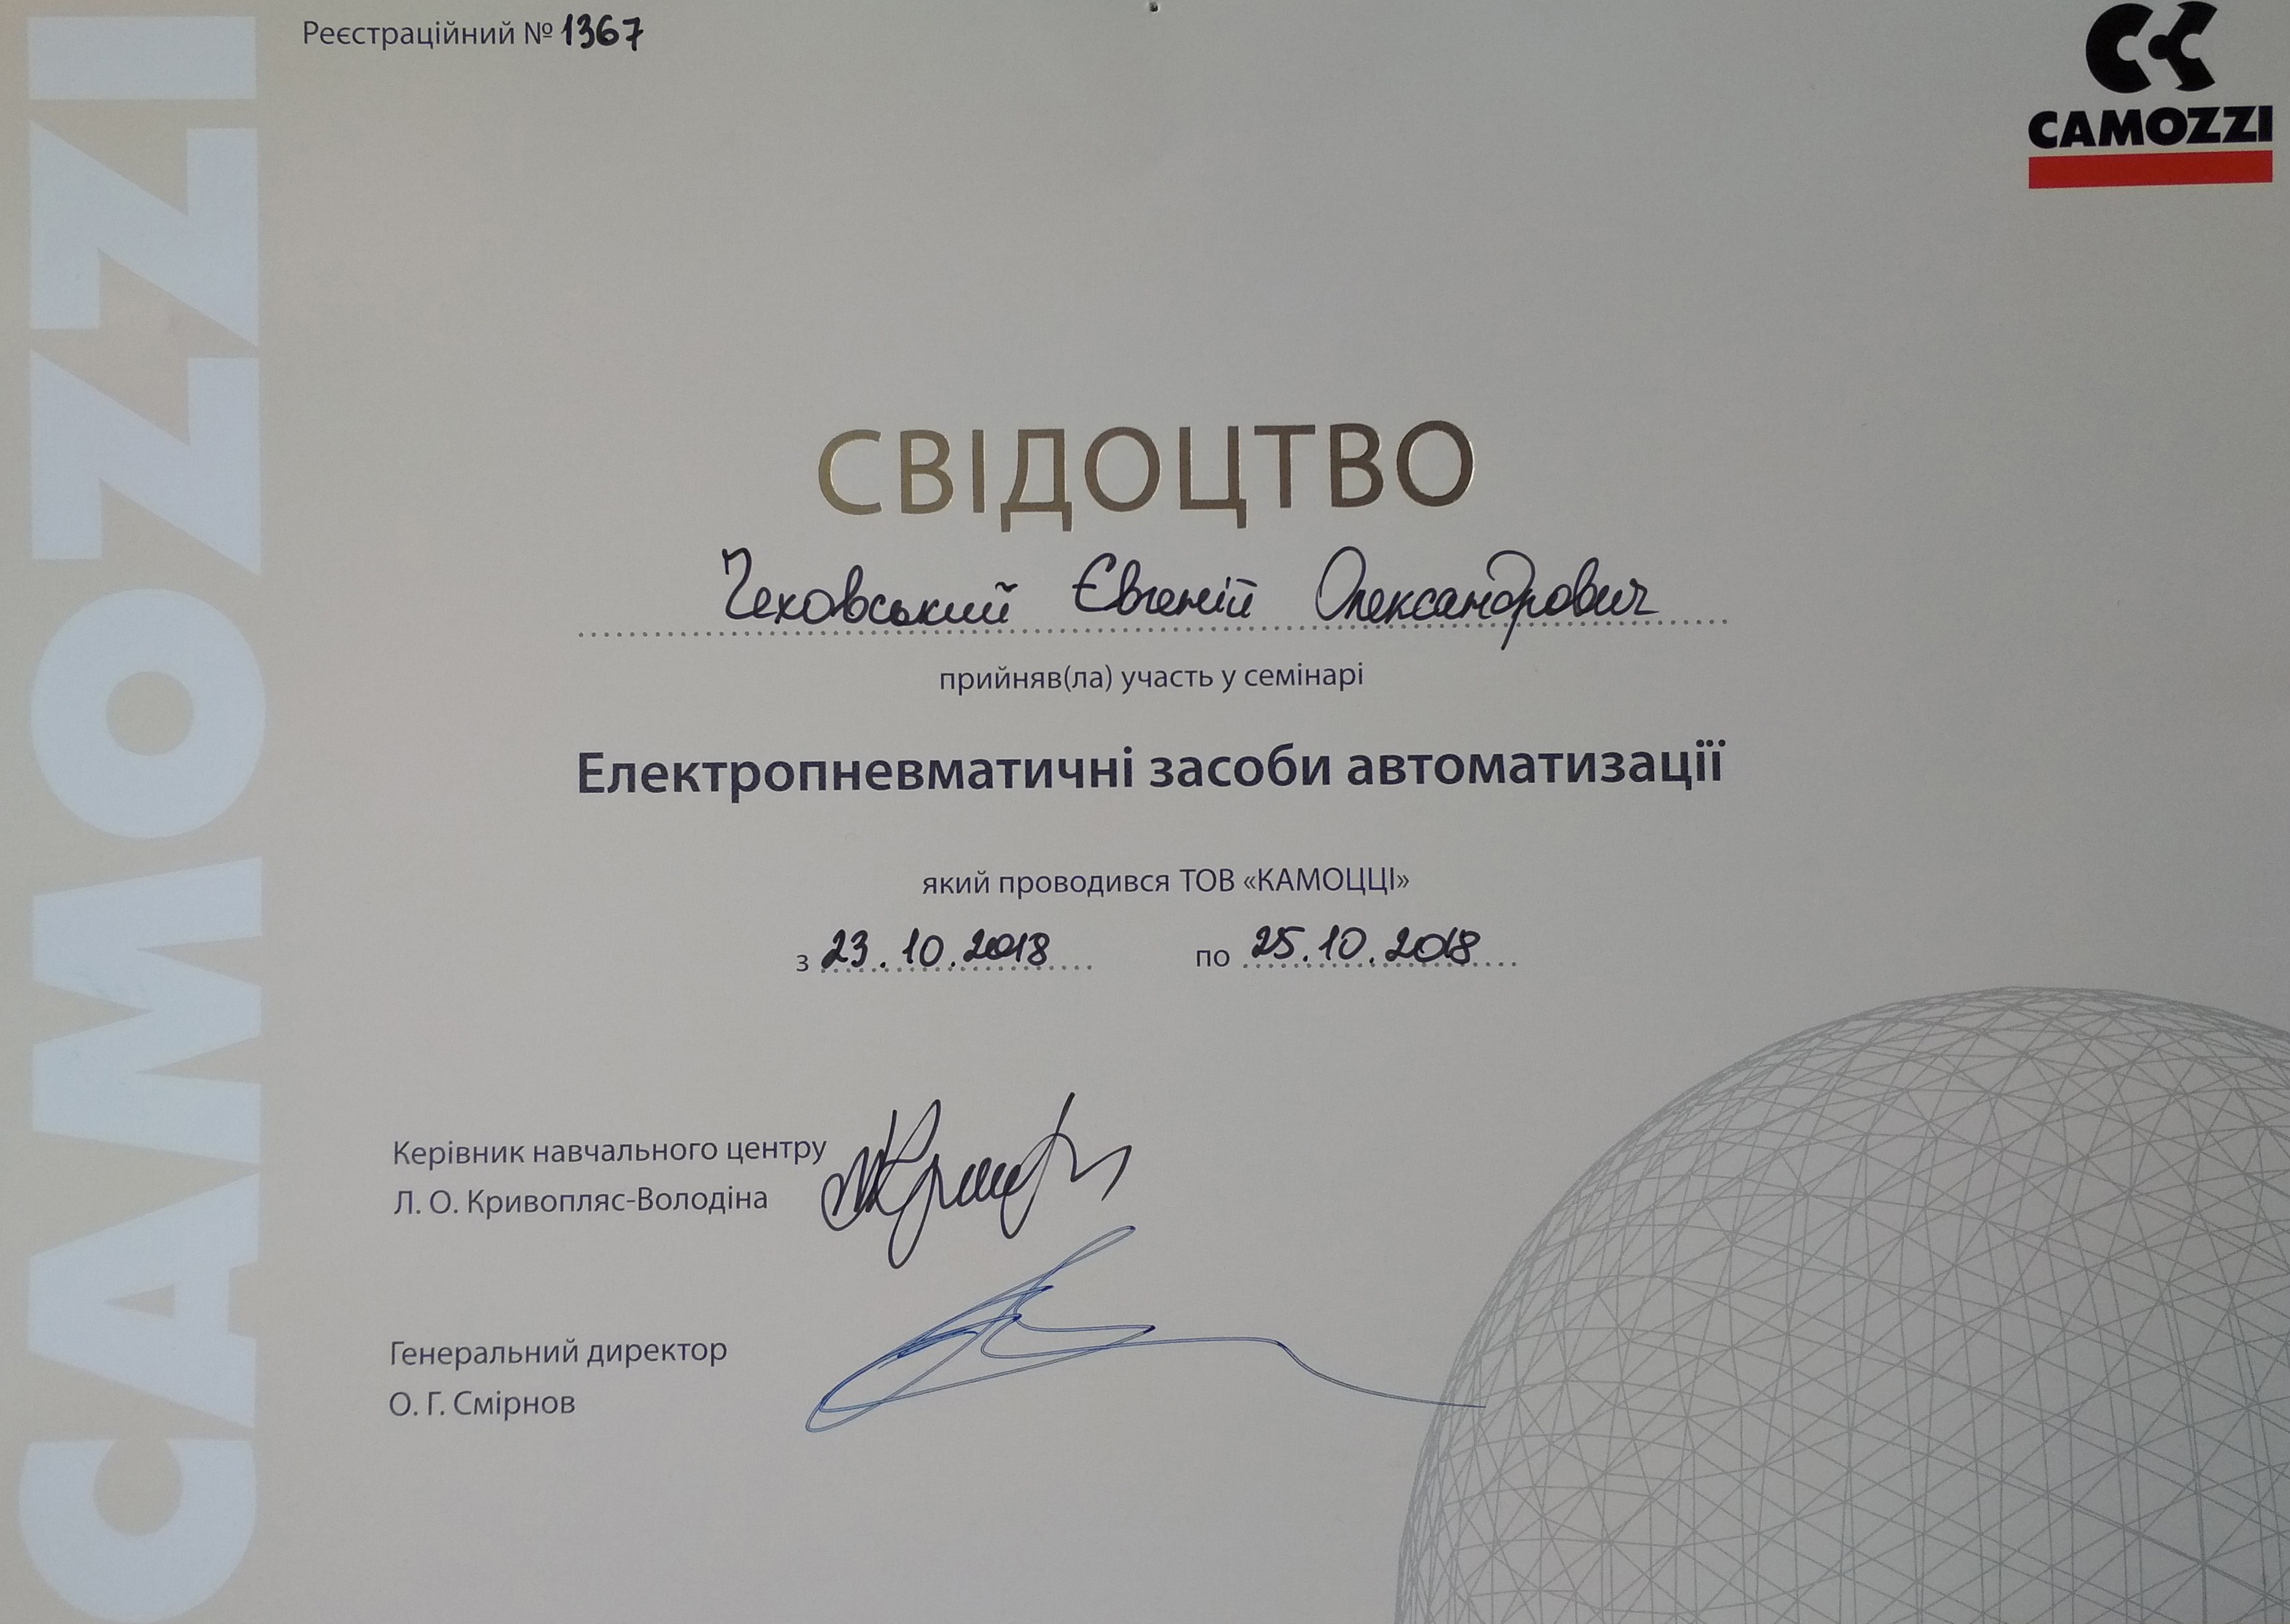 Реєстраційний № 1367
CAMOZZI
CAMOZZI
СВІДОЦТВО
Чеховський Євгеній Олександрович
прийняв(ла) участь у семінарі
Електропневматичні засоби автоматизації
який проводився ТОВ «КАМОЦЦІ»
з 23.10.2018 по 25.10.2018
Керівник навчального центру
Л. О. Кривопляс-Володіна
Генеральний директор
О. Г. Смірнов